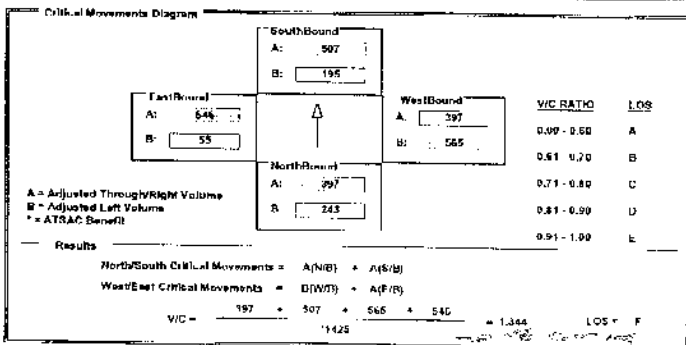 Critical Movements Diagram
SouthBound
A: 507
B: 195
EastBound
A: 546
B: 55
WestBound
A: 397
B: 565
NorthBound
A: 397
B: 243
V/C RATIO LOS
0.00 - 0.60 A
0.61 - 0.70 B
0.71 - 0.80 C
0.81 - 0.90 D
0.91 - 1.00 E
A = Adjusted Through/Right Volume
B = Adjusted Left Volume
* = ATSAC Benefit
Results
North/South Critical Movements = A(N/B) + A(S/B)
West/East Critical Movements = B(W/B) + A(E/B)
397 + 507 + 565 + 546
V/C = = 1.344 LOS = F
1425